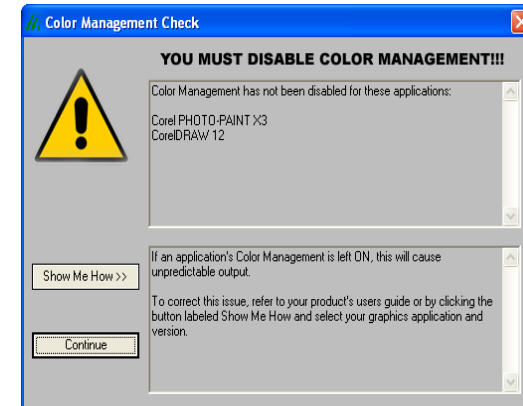 Color Management Check
YOU MUST DISABLE COLOR MANAGEMENT!!!
Color Management has not been disabled for these applications:
Corel PHOTO-PAINT X3
CorelDRAW 12
If an application's Color Management is left ON, this will cause
unpredictable output.
To correct this issue, refer to your product's users guide or by clicking the
button labeled Show Me How and select your graphics application and
version.
Show Me How >>
Continue